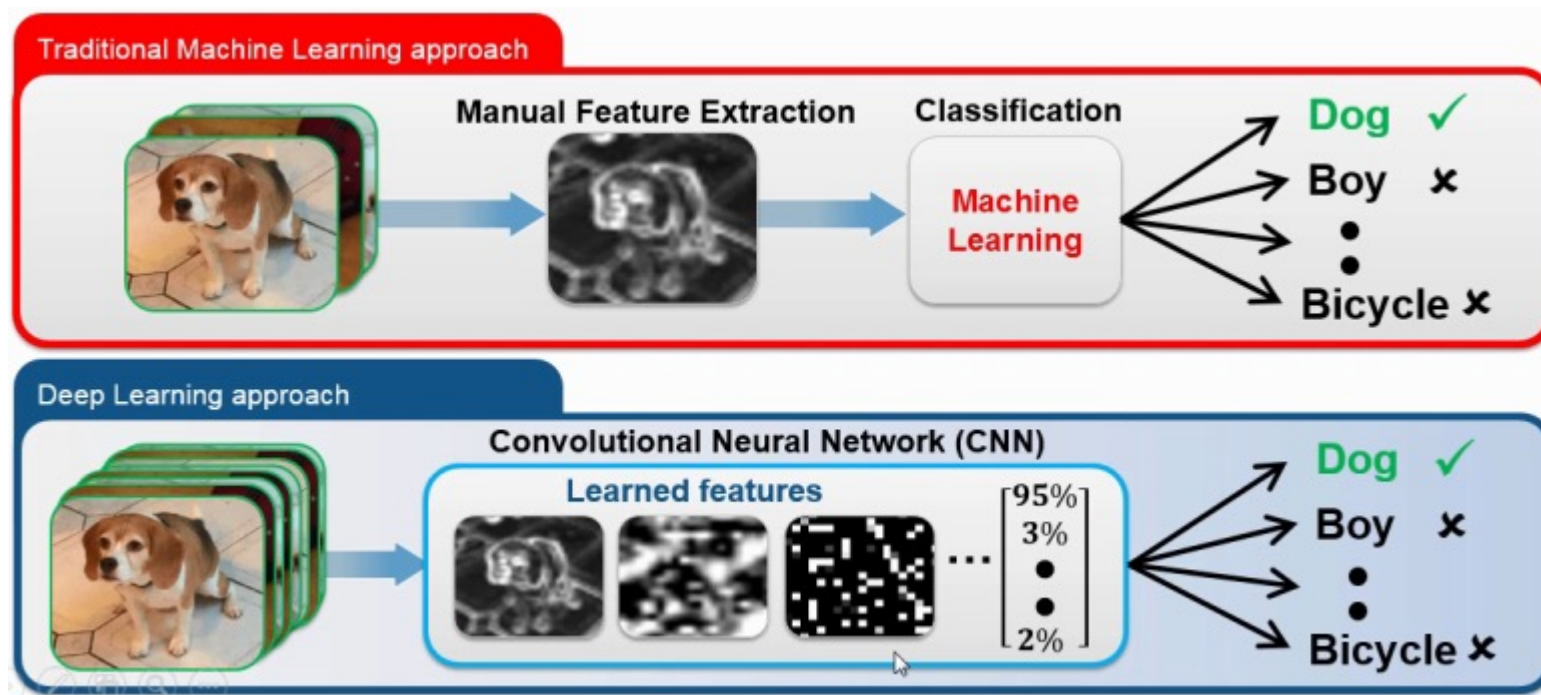 Traditional Machine Learning approach
Manual Feature Extraction
Classification
Machine
Learning
Dog ✓
Boy ✗
Bicycle ✗
Deep Learning approach
Convolutional Neural Network (CNN)
Learned features
...
95%
3%
2%
Dog ✓
Boy ✗
Bicycle ✗